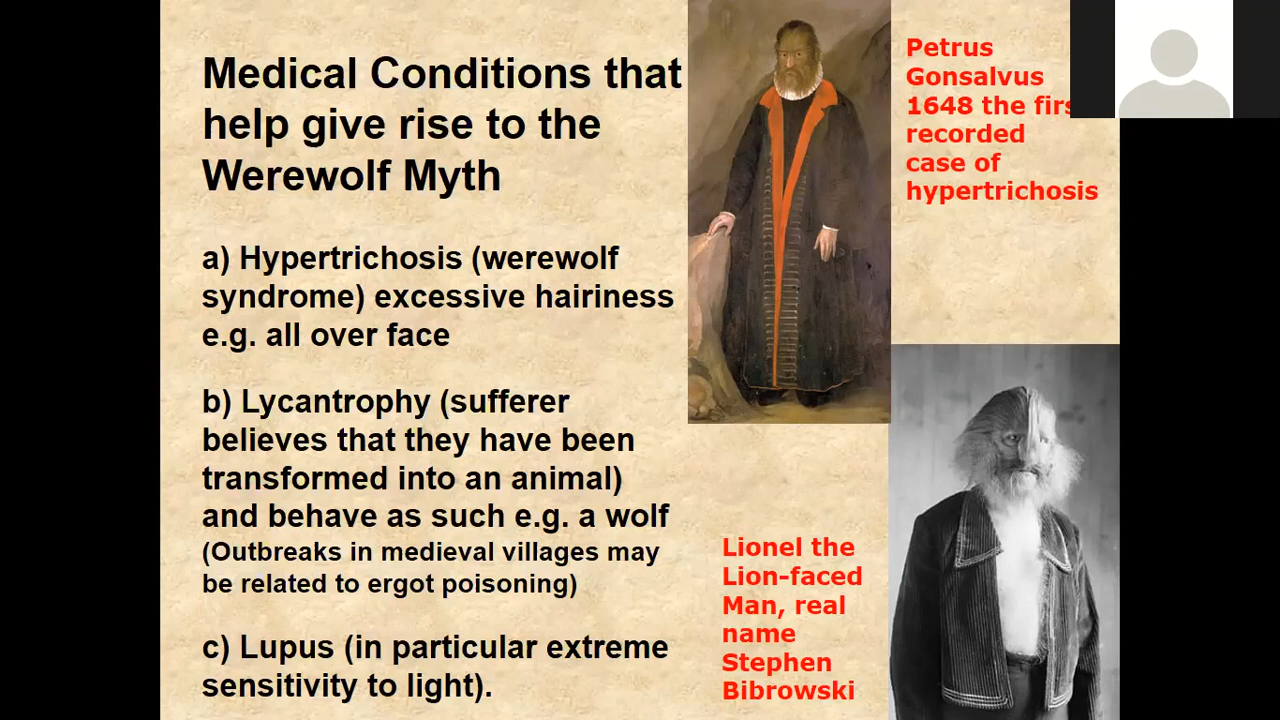 Medical Conditions that
help give rise to the
Werewolf Myth
a) Hypertrichosis (werewolf
syndrome) excessive hairiness
e.g. all over face
b) Lycantrophy (sufferer
believes that they have been
transformed into an animal)
and behave as such e.g. a wolf
(Outbreaks in medieval villages may
be related to ergot poisoning)
c) Lupus (in particular extreme
sensitivity to light).
Petrus
Gonsalvus
1648 the
recorded
case of
hypertrichosis
Lionel the
Lion-faced
Man, real
name
Stephen
Bibrowski